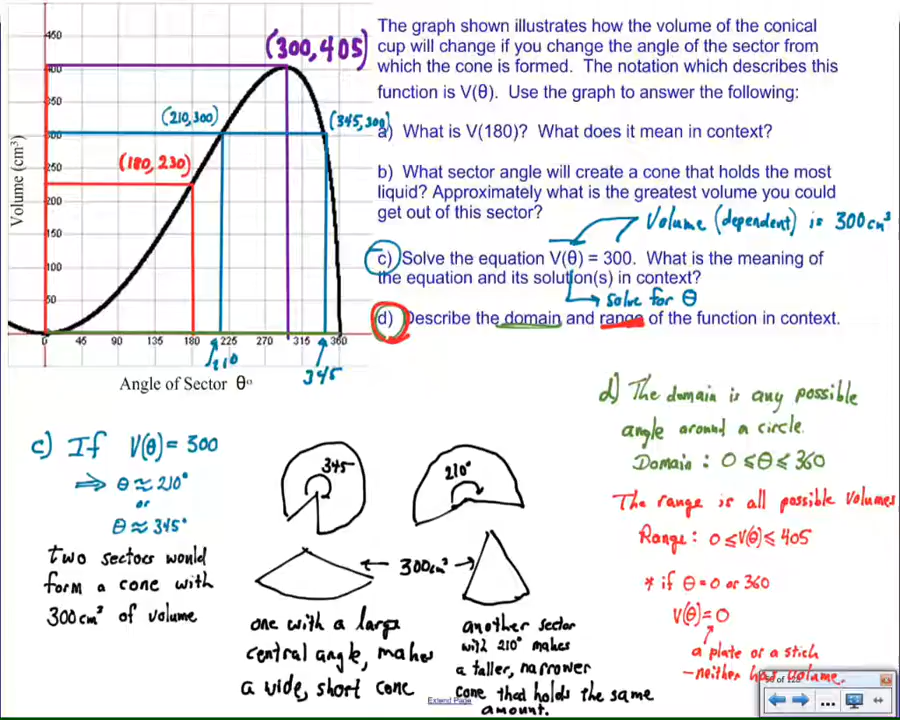 The graph shown illustrates how the volume of the conical
cup will change if you change the angle of the sector from
which the cone is formed. The notation which describes this
function is V(θ). Use the graph to answer the following:
a) What is V(180)? What does it mean in context?
b) What sector angle will create a cone that holds the most
liquid? Approximately what is the greatest volume you could
get out of this sector?
Volume (dependent) is 300cm³
c) Solve the equation V(θ) = 300. What is the meaning of
the equation and its solution(s) in context?
solve for θ
d) Describe the domain and range of the function in context.
Volume (cm³)
450
400
350
300
250
200
150
100
50
0 45 90 135 180 225 270 315 360
Angle of Sector θ°
(300,405)
(210,300)
(345,300)
(180,230)
210
345
c) If V(θ) = 300
⇒ θ ≈ 210°
or
θ ≈ 345°
two sectors would
form a cone with
300cm³ of volume
345
210°
300cm³
one with a large
central angle, makes
a wide, short cone
another sector
will 210° makes
a taller, narrower
cone that holds the same
amount.
d) The domain is any possible
angle around a circle.
Domain: 0 ≤ θ ≤ 360
The range is all possible volumes
Range: 0 ≤ V(θ) ≤ 405
* if θ = 0 or 360
V(θ) = 0
a plate or a stick
- neither has volume.
Extend Page